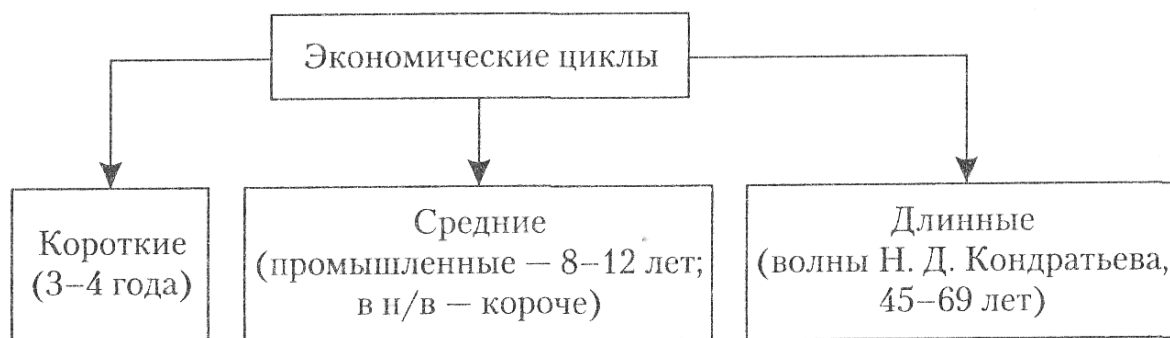 Экономические циклы
Короткие
(3–4 года)
Средние
(промышленные — 8–12 лет;
в н/в — короче)
Длинные
(волны Н. Д. Кондратьева,
45–69 лет)